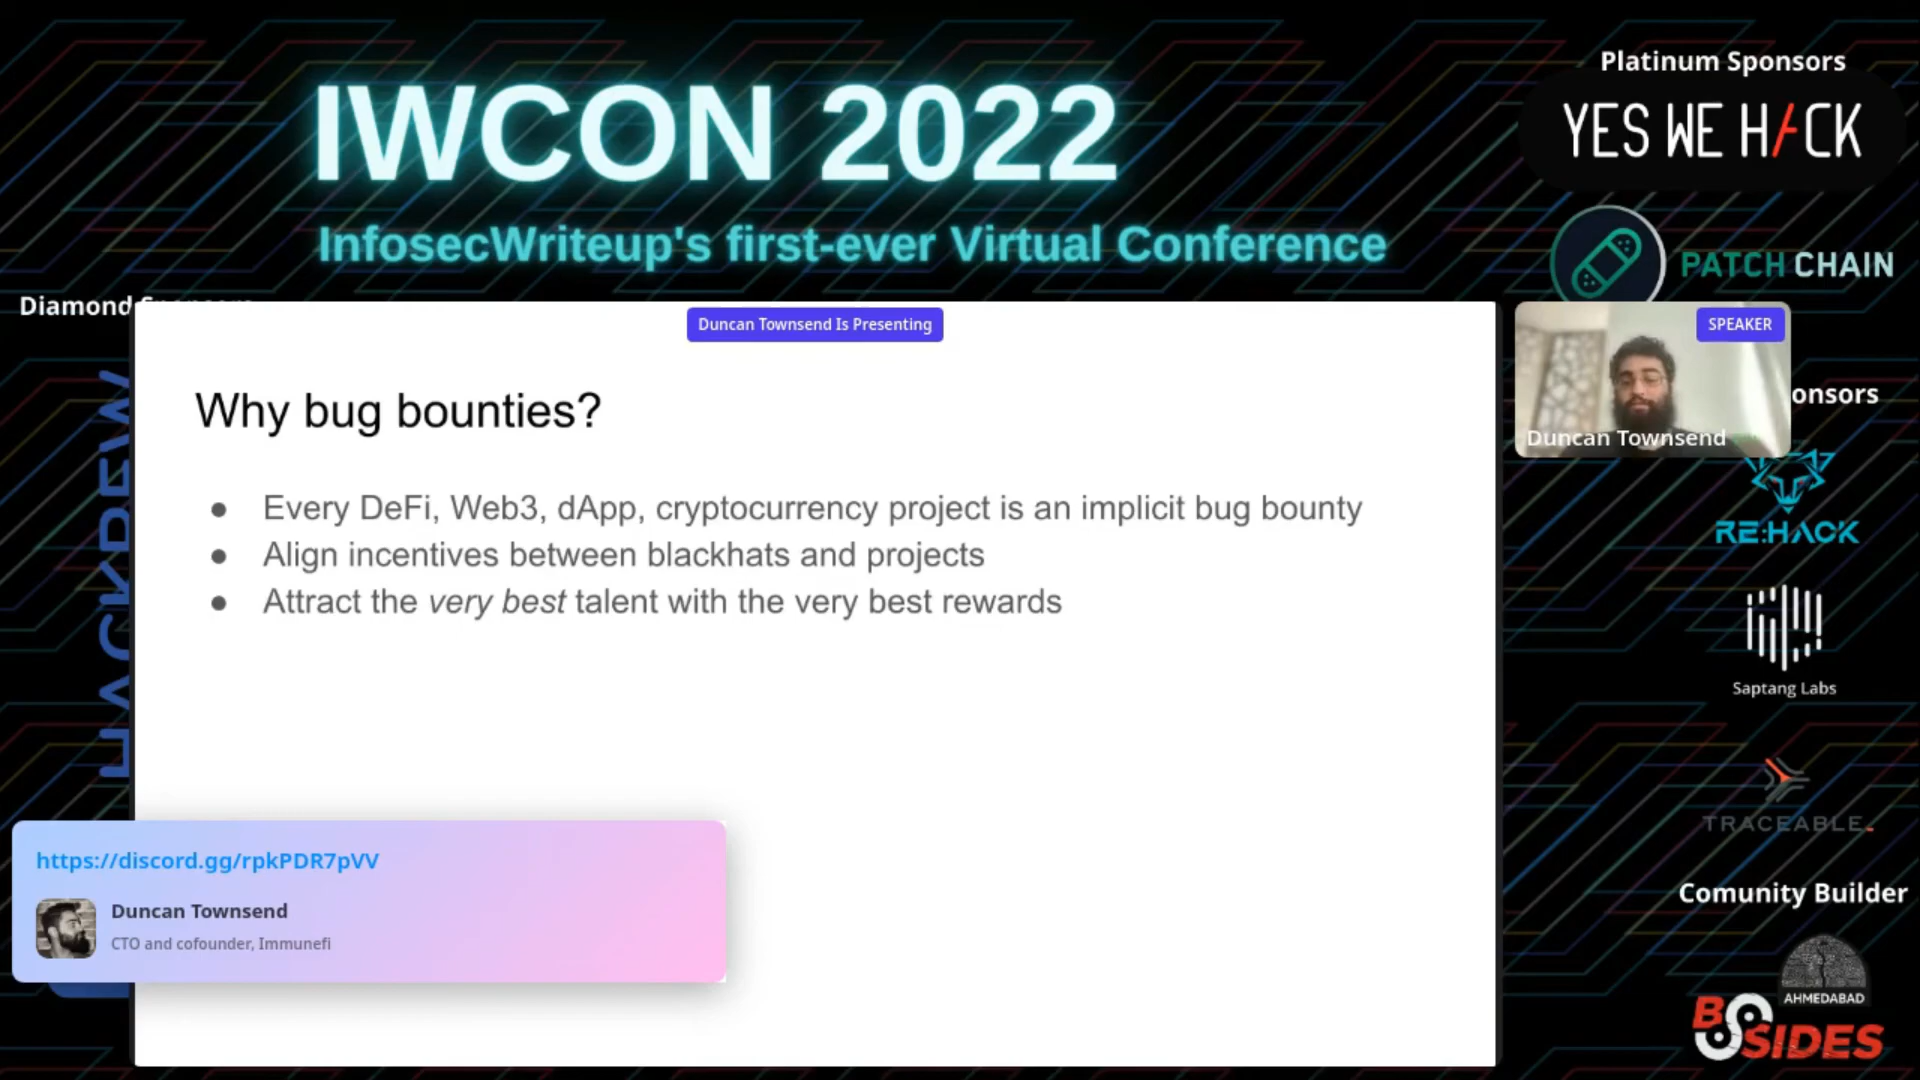 IWCON 2022
InfosecWriteup's first-ever Virtual Conference
Platinum Sponsors
YES WE H/CK
PATCH CHAIN
Diamond Sponsors
HACKDEW
Duncan Townsend Is Presenting
SPEAKER
Duncan Townsend
onsors
Why bug bounties?
● Every DeFi, Web3, dApp, cryptocurrency project is an implicit bug bounty
● Align incentives between blackhats and projects
● Attract the very best talent with the very best rewards
RE:HACK
Saptang Labs
TRACEABLE
https://discord.gg/rpkPDR7pVV
Duncan Townsend
CTO and cofounder, Immunefi
Comunity Builder
AHMEDABAD
BSIDES